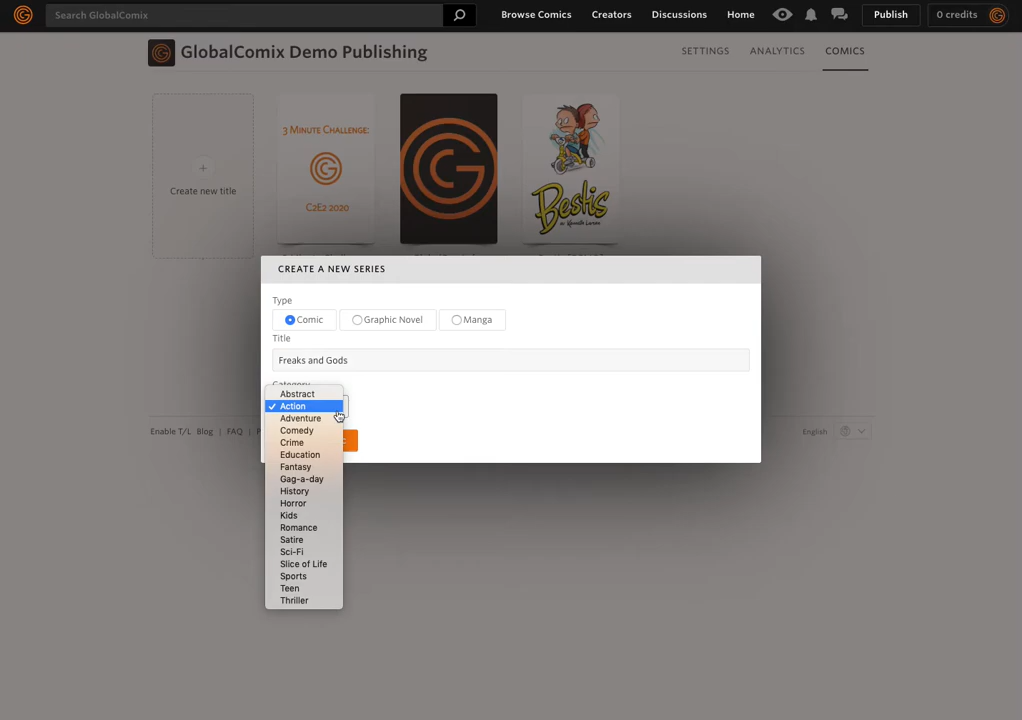 Search GlobalComix
Browse Comics
Creators
Discussions
Home
Publish
0 credits
GlobalComix Demo Publishing
SETTINGS
ANALYTICS
COMICS
Create new title
3 MINUTE CHALLENGE:
C2E2 2020
Bestis
BY
CREATE A NEW SERIES
Type
Comic
Graphic Novel
Manga
Title
Freaks and Gods
Category
Abstract
✓ Action
Adventure
Comedy
Crime
Education
Fantasy
Gag-a-day
History
Horror
Kids
Romance
Satire
Sci-Fi
Slice of Life
Sports
Teen
Thriller
Enable T/L Blog | FAQ |
English